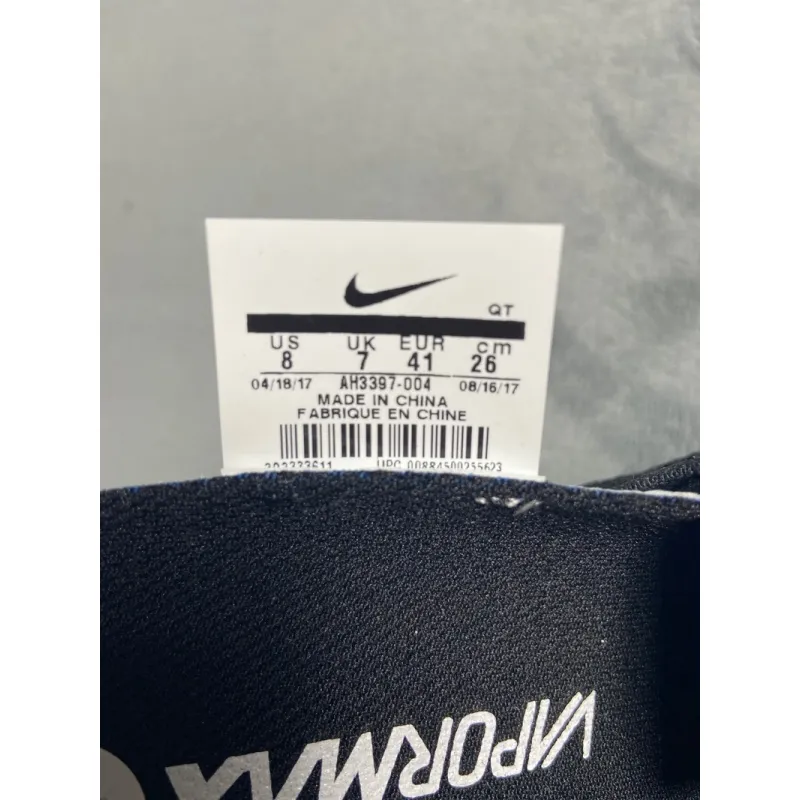 QT
US UK EUR cm
8 7 41 26
04/18/17 AH3397-004 08/16/17
MADE IN CHINA
FABRIQUE EN CHINE
UPC 00884500255623
VAPORMAX